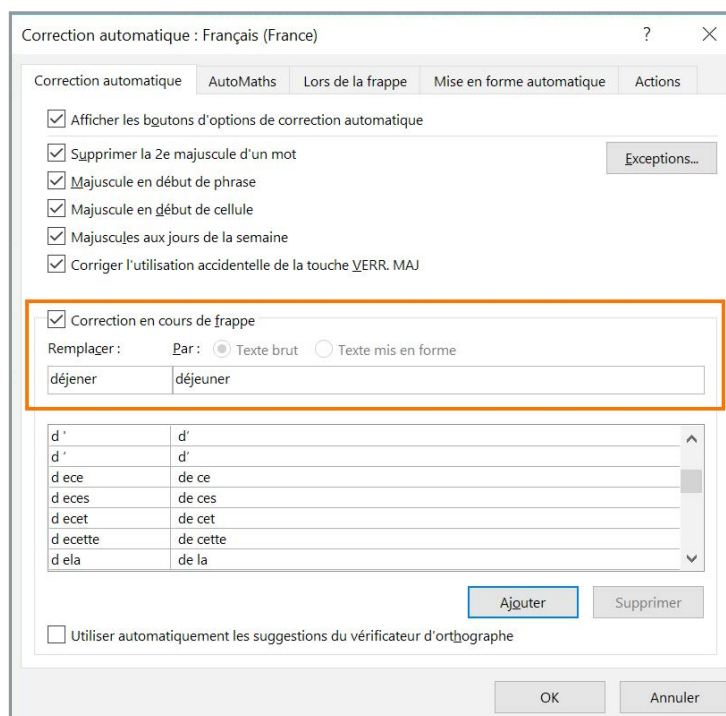 Correction automatique : Français (France) ? ×
Correction automatique AutoMaths Lors de la frappe Mise en forme automatique Actions
Afficher les boutons d'options de correction automatique
Supprimer la 2e majuscule d'un mot
Exceptions...
Majuscule en début de phrase
Majuscule en début de cellule
Majuscules aux jours de la semaine
Corriger l'utilisation accidentelle de la touche VERR. MAJ
Correction en cours de frappe
Remplacer : Par : Texte brut Texte mis en forme
déjener déjeuner
d ‘ d’
d ’ d’
d ece de ce
d eces de ces
d ecet de cet
d ecette de cette
d ela de la
Ajouter Supprimer
Utiliser automatiquement les suggestions du vérificateur d'orthographe
OK Annuler